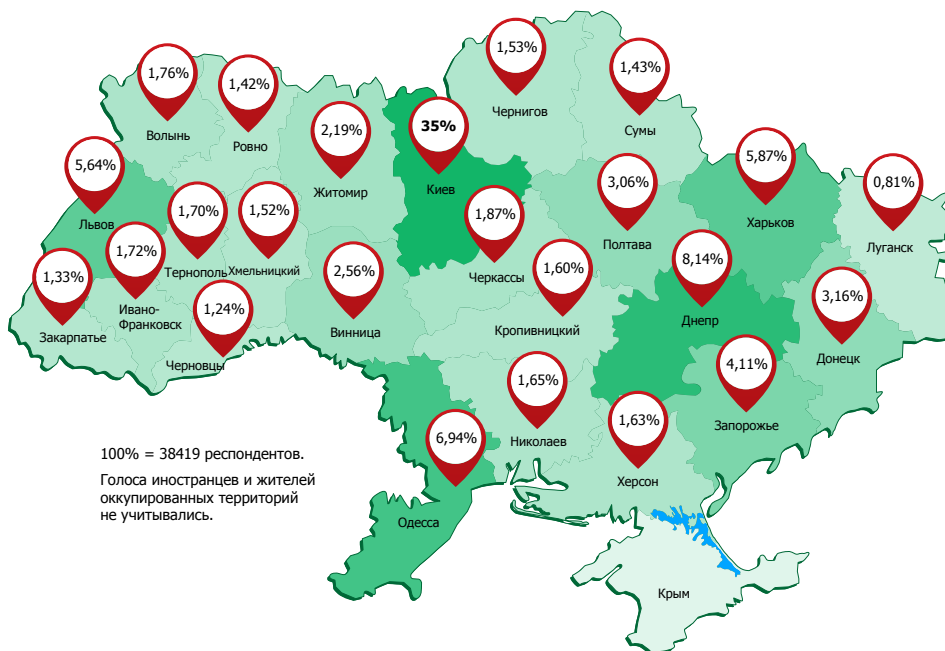 1,53%
Чернигов
1,43%
Сумы
1,76%
Волынь
1,42%
Ровно
2,19%
Житомир
35%
Киев
5,64%
Львов
1,70%
Тернополь
1,52%
Хмельницкий
1,87%
Черкассы
3,06%
Полтава
5,87%
Харьков
0,81%
Луганск
1,33%
Закарпатье
1,72%
Ивано-
Франковск
1,24%
Черновцы
2,56%
Винница
1,60%
Кропивницкий
8,14%
Днепр
3,16%
Донецк
4,11%
Запорожье
1,65%
Николаев
1,63%
Херсон
6,94%
Одесса
Крым
100% = 38419 респондентов.
Голоса иностранцев и жителей
оккупированных территорий
не учитывались.